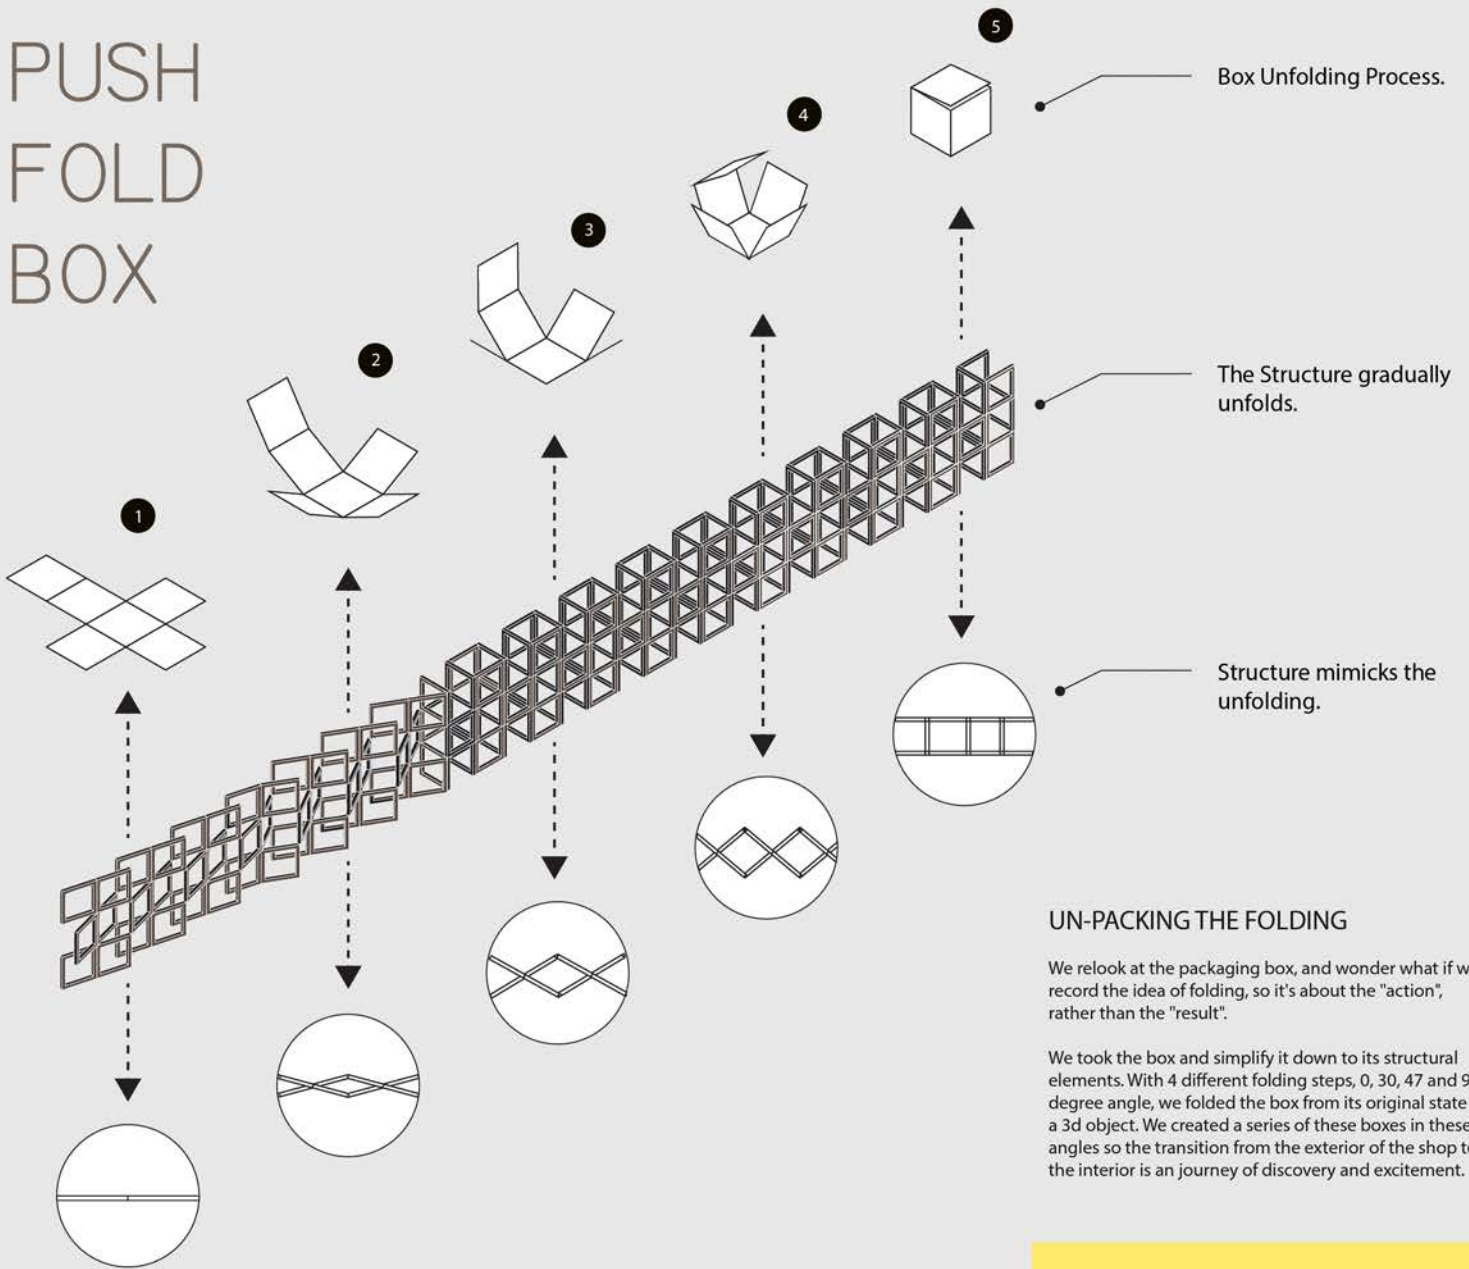 PUSH
FOLD
BOX
5
4
3
2
1
Box Unfolding Process.
The Structure gradually
unfolds.
Structure mimicks the
unfolding.
UN-PACKING THE FOLDING
We relook at the packaging box, and wonder what if w
record the idea of folding, so it's about the "action",
rather than the "result".
We took the box and simplify it down to its structural
elements. With 4 different folding steps, 0, 30, 47 and 9
degree angle, we folded the box from its original state
a 3d object. We created a series of these boxes in these
angles so the transition from the exterior of the shop t
the interior is an journey of discovery and excitement.